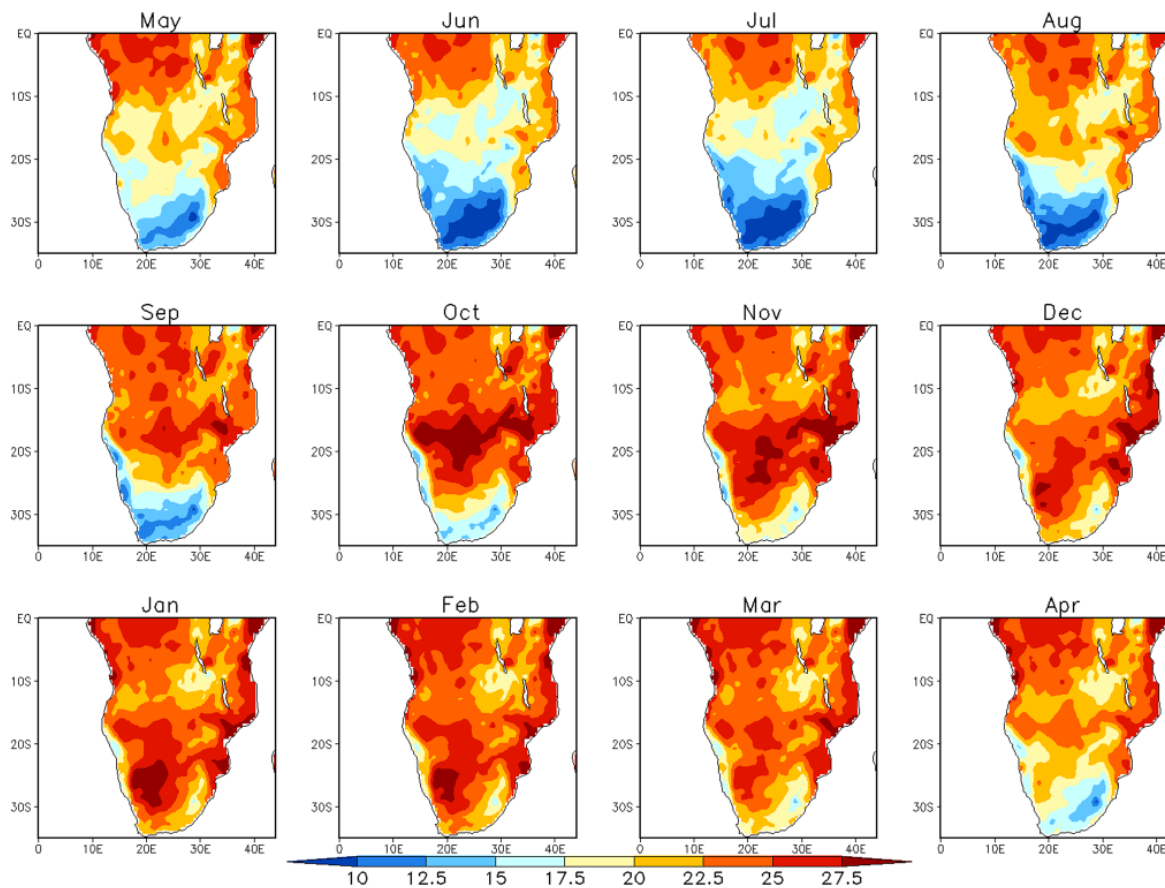 May Jun Jul Aug
EQ EQ EQ EQ
10S 10S 10S 10S
20S 20S 20S 20S
30S 30S 30S 30S
0 10E 20E 30E 40E 0 10E 20E 30E 40E 0 10E 20E 30E 40E 0 10E 20E 30E 40E
Sep Oct Nov Dec
EQ EQ EQ EQ
10S 10S 10S 10S
20S 20S 20S 20S
30S 30S 30S 30S
0 10E 20E 30E 40E 0 10E 20E 30E 40E 0 10E 20E 30E 40E 0 10E 20E 30E 40E
Jan Feb Mar Apr
EQ EQ EQ EQ
10S 10S 10S 10S
20S 20S 20S 20S
30S 30S 30S 30S
0 10E 20E 30E 40E 0 10E 20E 30E 40E 0 10E 20E 30E 40E 0 10E 20E 30E 40E
10 12.5 15 17.5 20 22.5 25 27.5